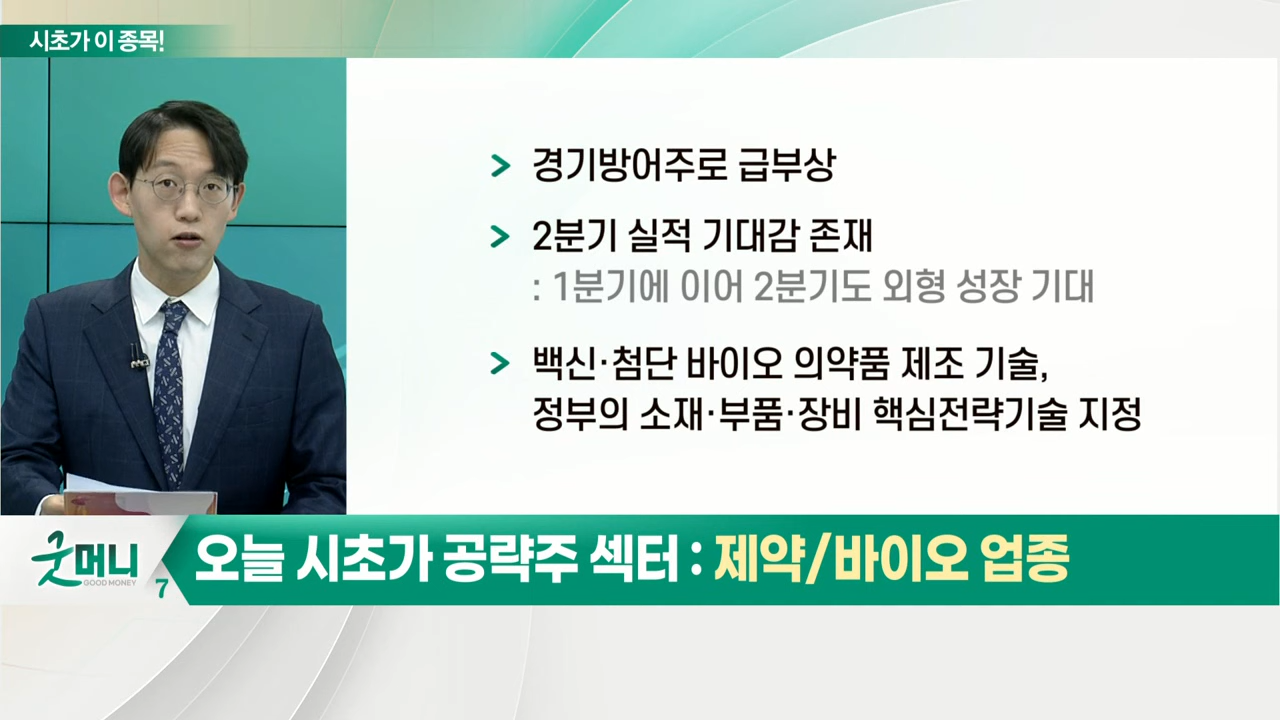 시초가 이 종목!
> 경기방어주로 급부상
> 2분기 실적 기대감 존재
: 1분기에 이어 2분기도 외형 성장 기대
> 백신·첨단 바이오 의약품 제조 기술,
정부의 소재·부품·장비 핵심전략기술 지정
굿머니
GOOD MONEY
7
오늘 시초가 공략주 섹터 : 제약/바이오 업종